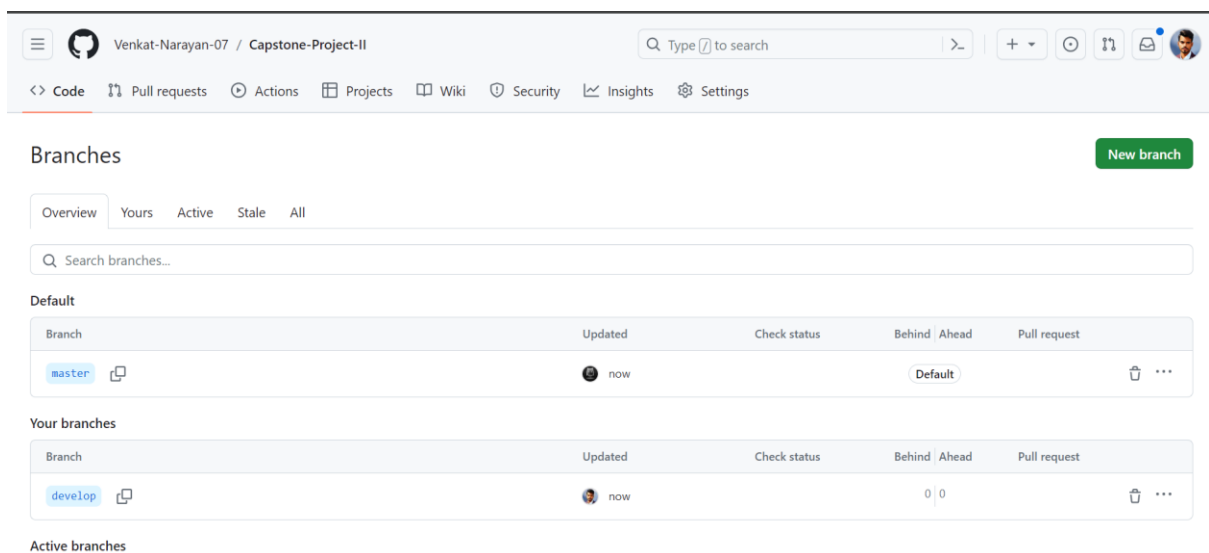 Venkat-Narayan-07 / Capstone-Project-II Type / to search
Code Pull requests Actions Projects Wiki Security Insights Settings
Branches New branch
Overview Yours Active Stale All
Search branches...
Default
Branch Updated Check status Behind Ahead Pull request
master now Default
Your branches
Branch Updated Check status Behind Ahead Pull request
develop now 0 0
Active branches